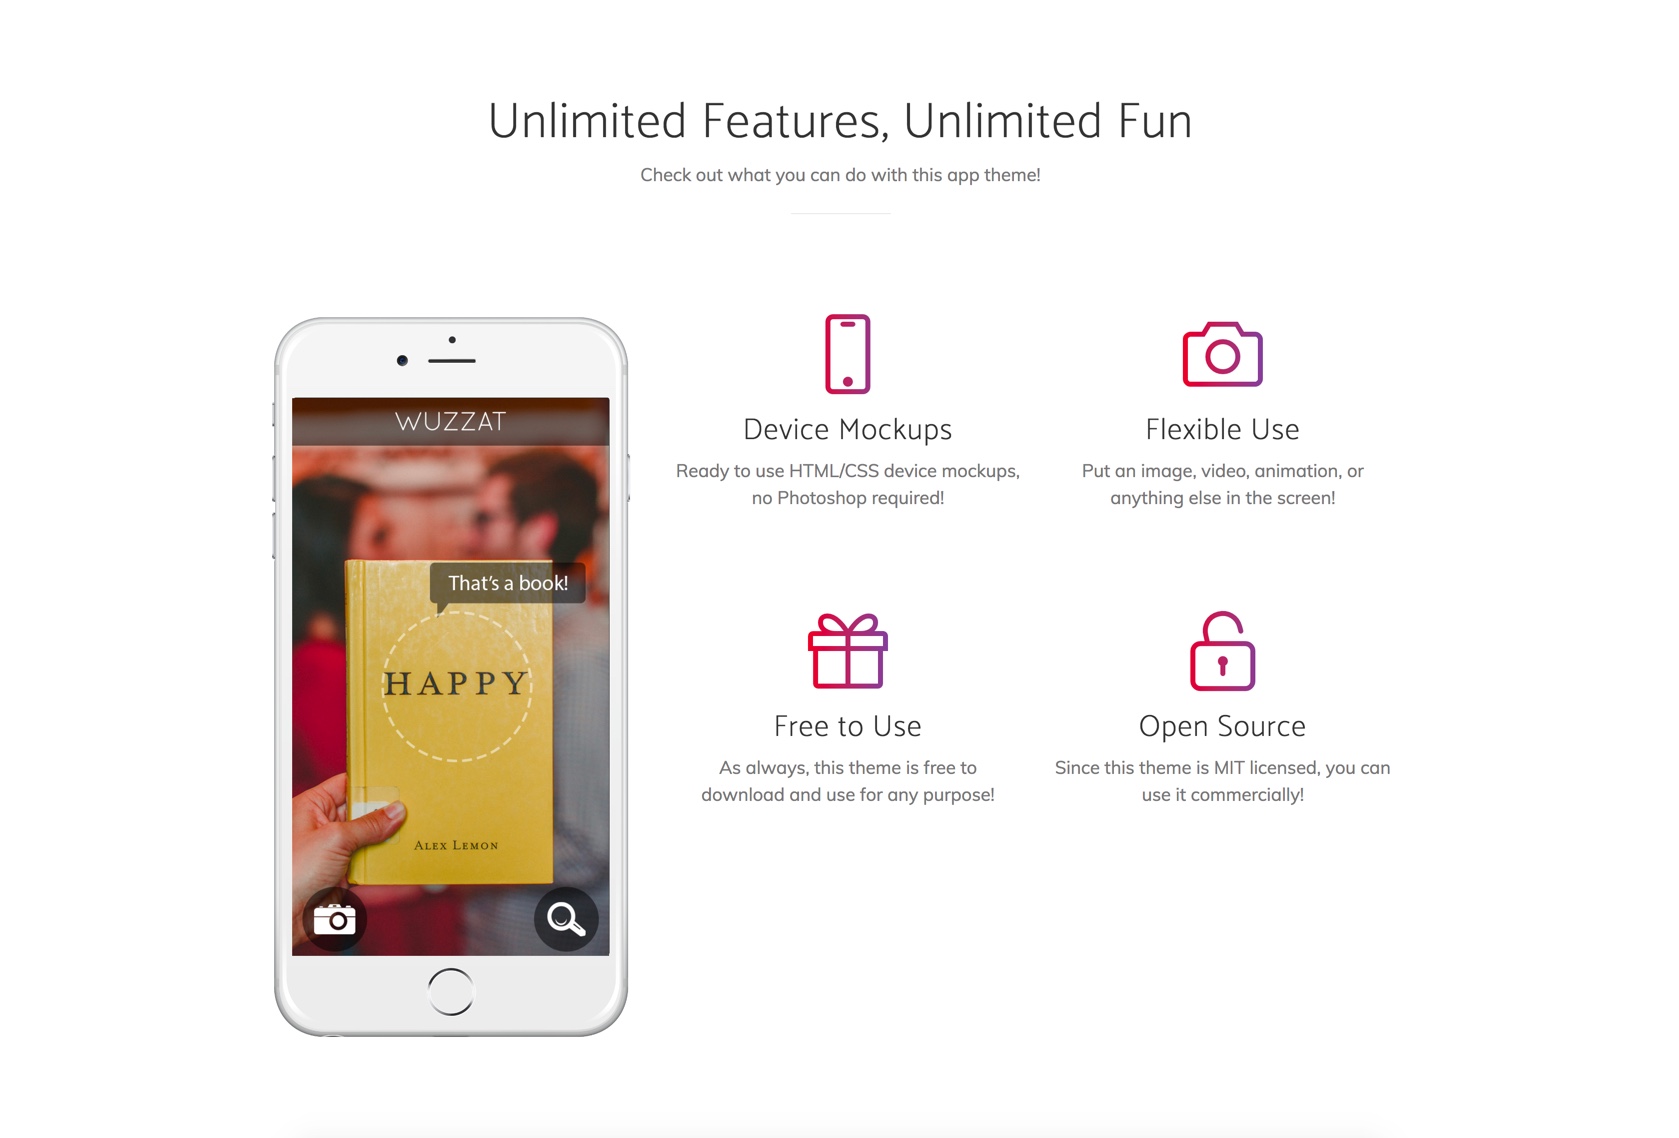 Unlimited Features, Unlimited Fun
Check out what you can do with this app theme!
WUZZAT
That's a book!
HAPPY
ALEX LEMON
Device Mockups
Ready to use HTML/CSS device mockups,
no Photoshop required!
Flexible Use
Put an image, video, animation, or
anything else in the screen!
Free to Use
As always, this theme is free to
download and use for any purpose!
Open Source
Since this theme is MIT licensed, you can
use it commercially!